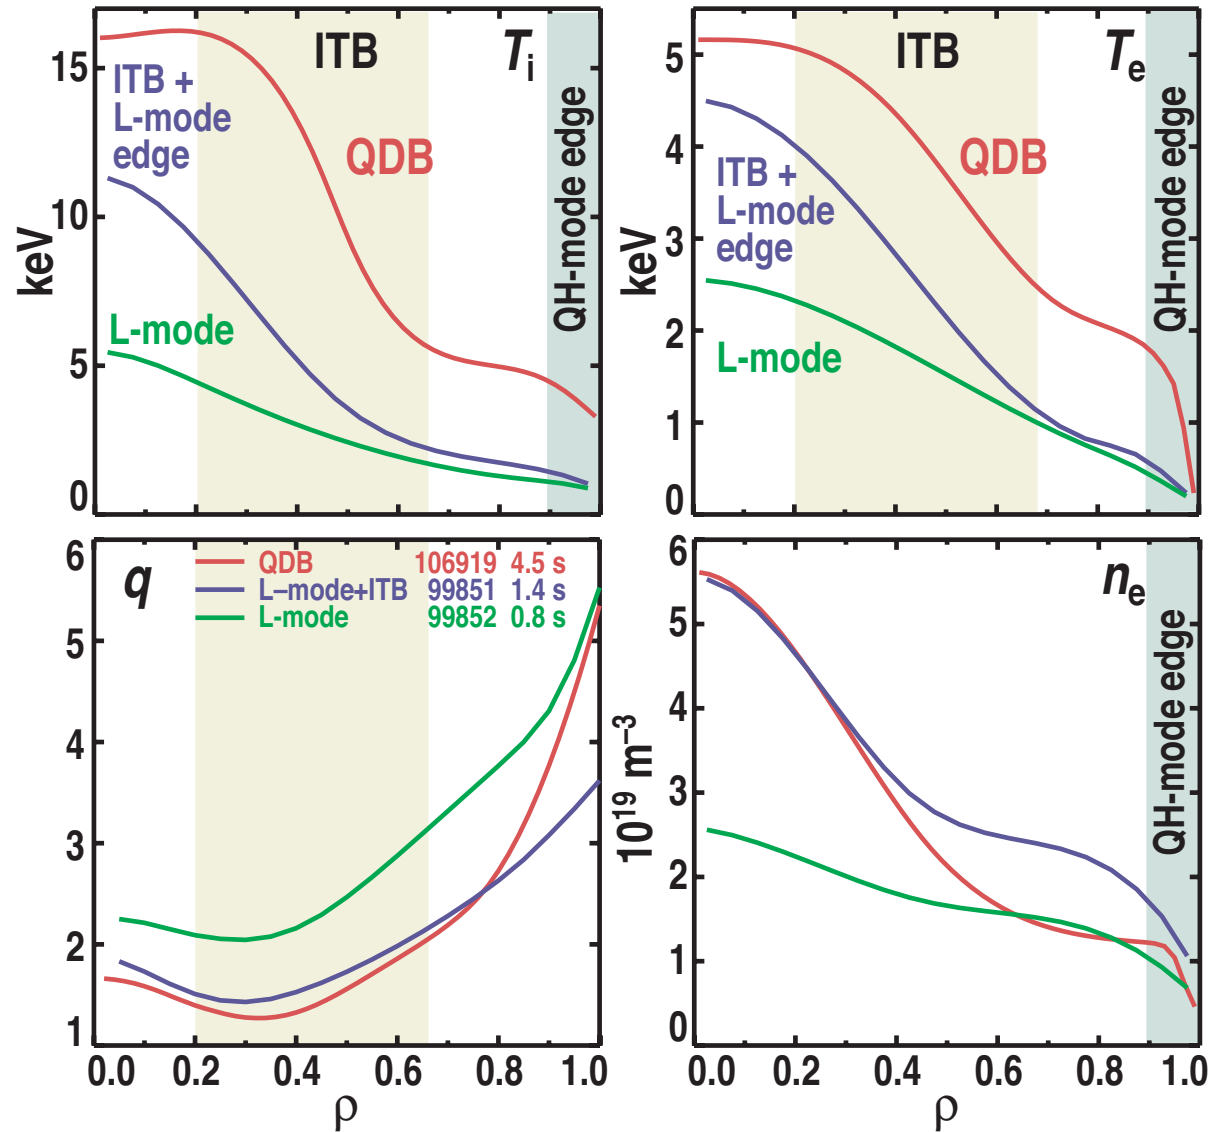 ITB
Ti
15
ITB +
L-mode
edge
QDB
10
keV
L-mode
5
0
QH-mode edge
ITB
Te
5
4
ITB +
L-mode
edge
QDB
3
keV
2
L-mode
1
0
QH-mode edge
6
q
QDB 106919 4.5 s
L–mode+ITB 99851 1.4 s
L-mode 99852 0.8 s
5
4
3
2
1
0.0 0.2 0.4 0.6 0.8 1.0
ρ
6
ne
5
4
3
10^19 m^–3
2
1
0
QH-mode edge
0.0 0.2 0.4 0.6 0.8 1.0
ρ